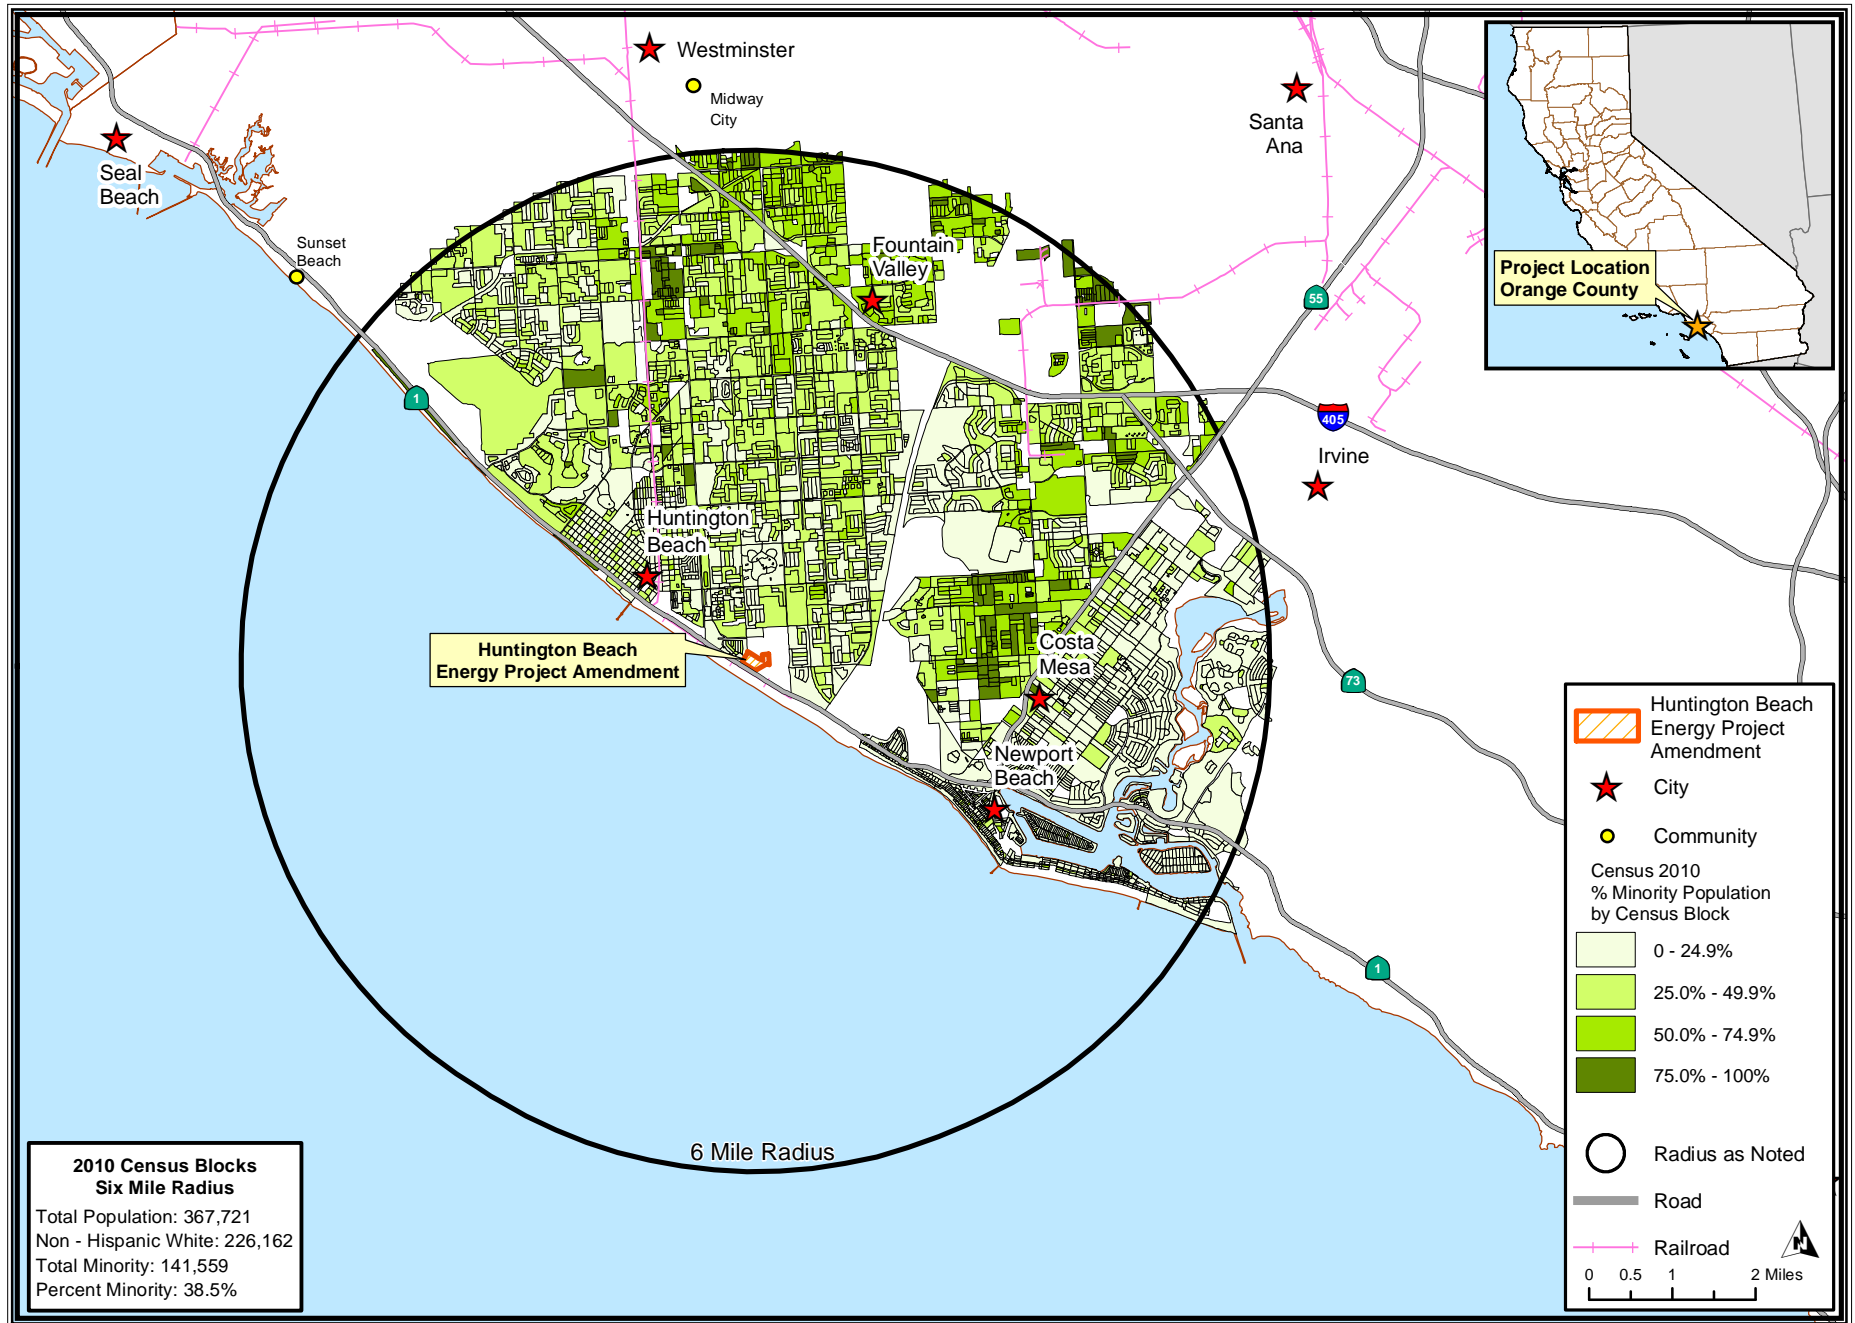 Westminster
Midway
City
Santa
Ana
Seal
Beach
Sunset
Beach
Fountain
Valley
Project Location
Orange County
55
1
405
Irvine
Huntington
Beach
Huntington Beach
Energy Project Amendment
Costa
Mesa
73
Newport
Beach
1
6 Mile Radius
Huntington Beach
Energy Project
Amendment
City
Community
Census 2010
% Minority Population
by Census Block
0 - 24.9%
25.0% - 49.9%
50.0% - 74.9%
75.0% - 100%
Radius as Noted
Road
Railroad
N
0 0.5 1 2 Miles
2010 Census Blocks
Six Mile Radius
Total Population: 367,721
Non - Hispanic White: 226,162
Total Minority: 141,559
Percent Minority: 38.5%